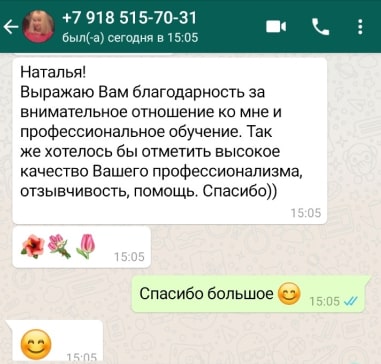 +7 918 515-70-31
был(-а) сегодня в 15:05
Наталья!
Выражаю Вам благодарность за
внимательное отношение ко мне и
профессиональное обучение. Так
же хотелось бы отметить высокое
качество Вашего профессионализма,
отзывчивость, помощь. Спасибо))
15:05
🌺💐🌷 15:05
Спасибо большое 😊 15:05
😊 15:05